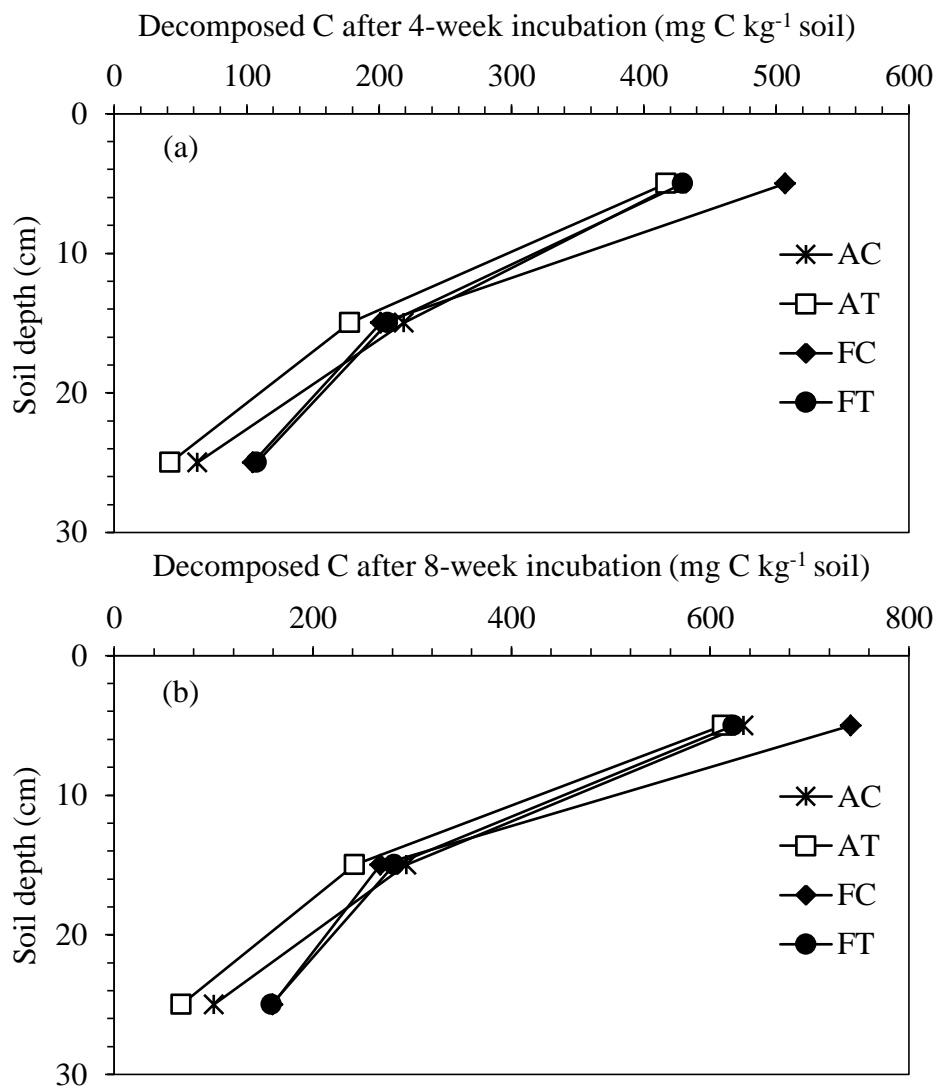 Decomposed C after 4-week incubation (mg C kg⁻¹ soil)
0 100 200 300 400 500 600
0
(a)
10
20
30
Soil depth (cm)
AC
AT
FC
FT
Decomposed C after 8-week incubation (mg C kg⁻¹ soil)
0 200 400 600 800
0
(b)
10
20
30
Soil depth (cm)
AC
AT
FC
FT